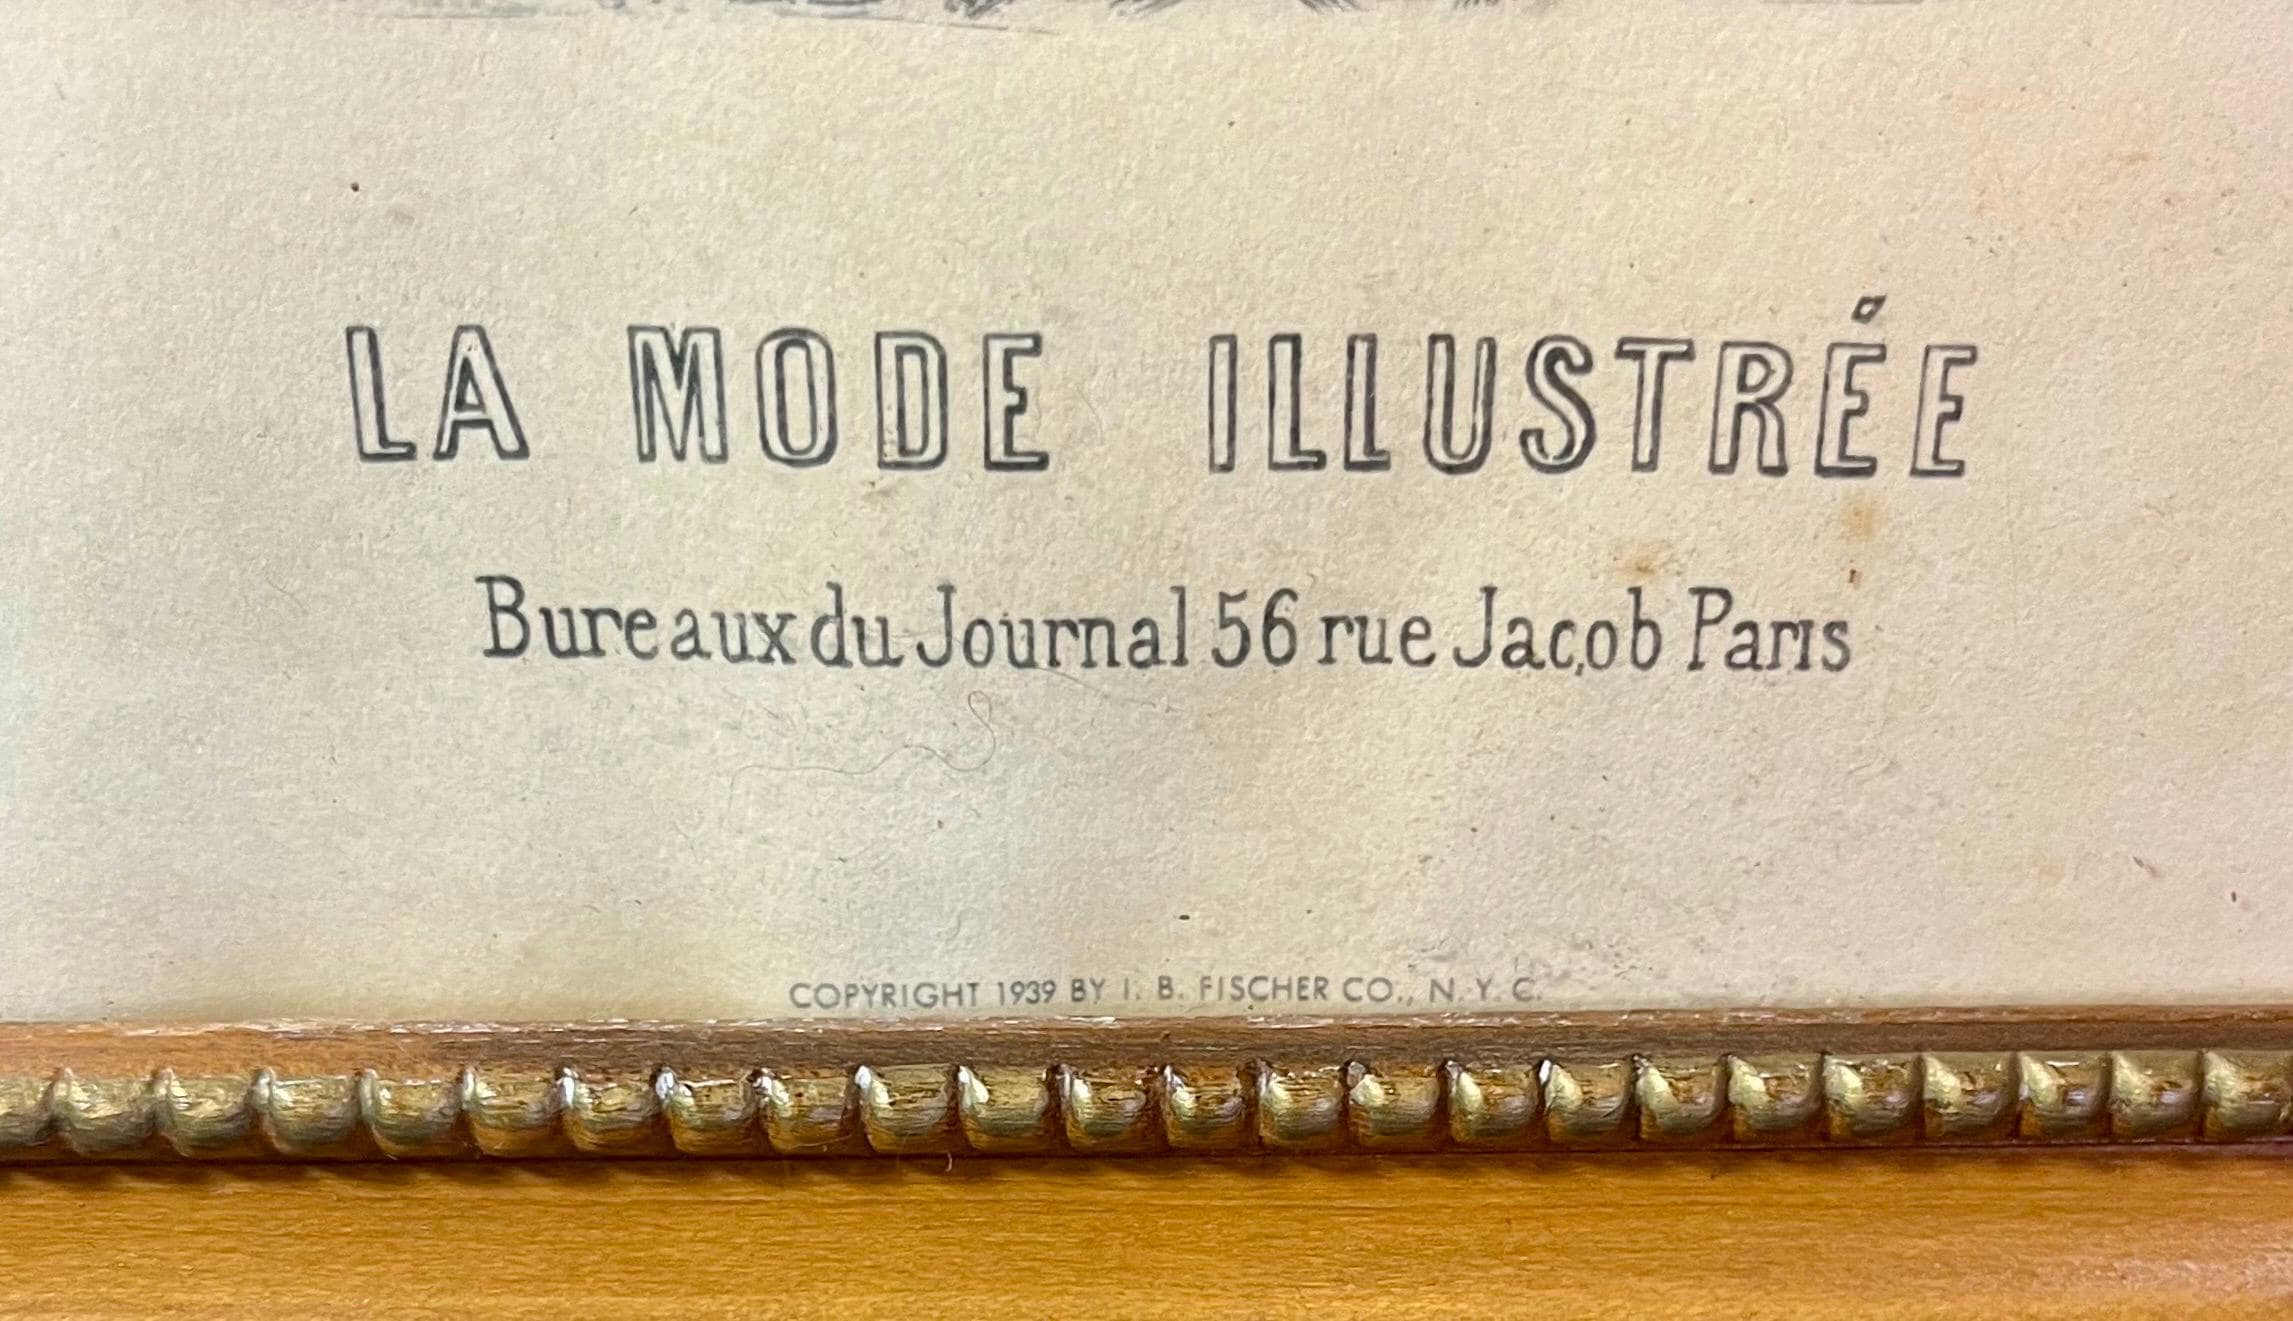 LA MODE ILLUSTRÉE
Bureaux du Journal 56 rue Jacob Paris
COPYRIGHT 1939 BY I. B. FISCHER CO., N. Y. C.